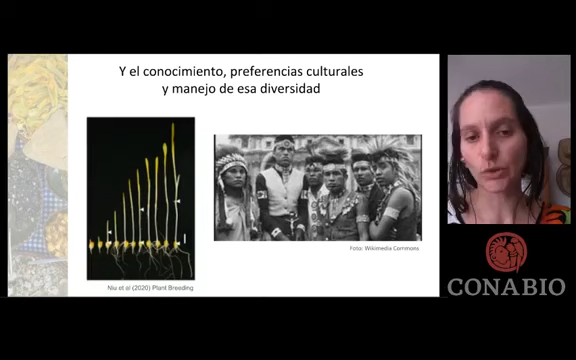 Y el conocimiento, preferencias culturales
y manejo de esa diversidad
Foto: Wikimedia Commons
Niu et al (2020) Plant Breeding
CONABIO